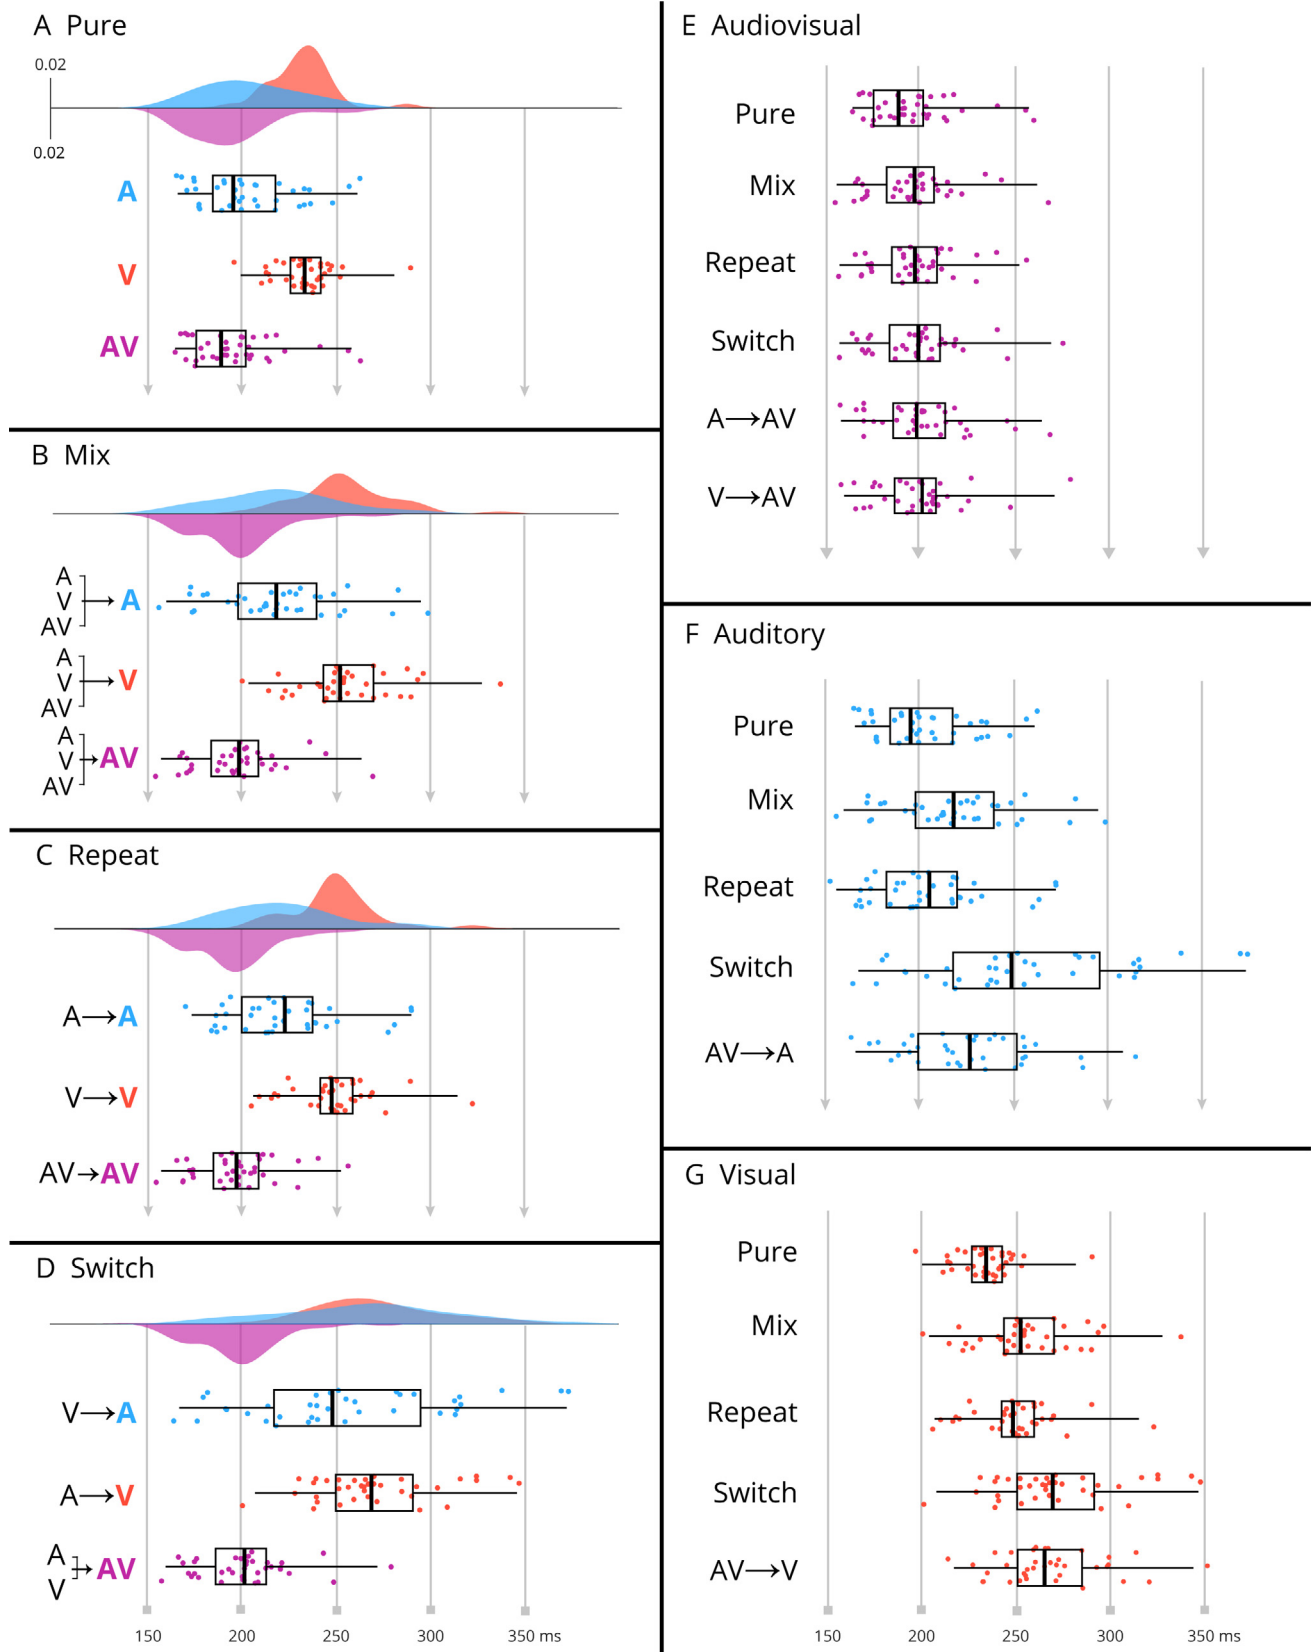 A Pure
0.02
0.02
A
V
AV
B Mix
A
V
AV
A
A
V
AV
V
A
V
AV
AV
C Repeat
A→A
V→V
AV→AV
D Switch
V→A
A→V
A
V
AV
150 200 250 300 350 ms
E Audiovisual
Pure
Mix
Repeat
Switch
A→AV
V→AV
F Auditory
Pure
Mix
Repeat
Switch
AV→A
G Visual
Pure
Mix
Repeat
Switch
AV→V
150 200 250 300 350 ms